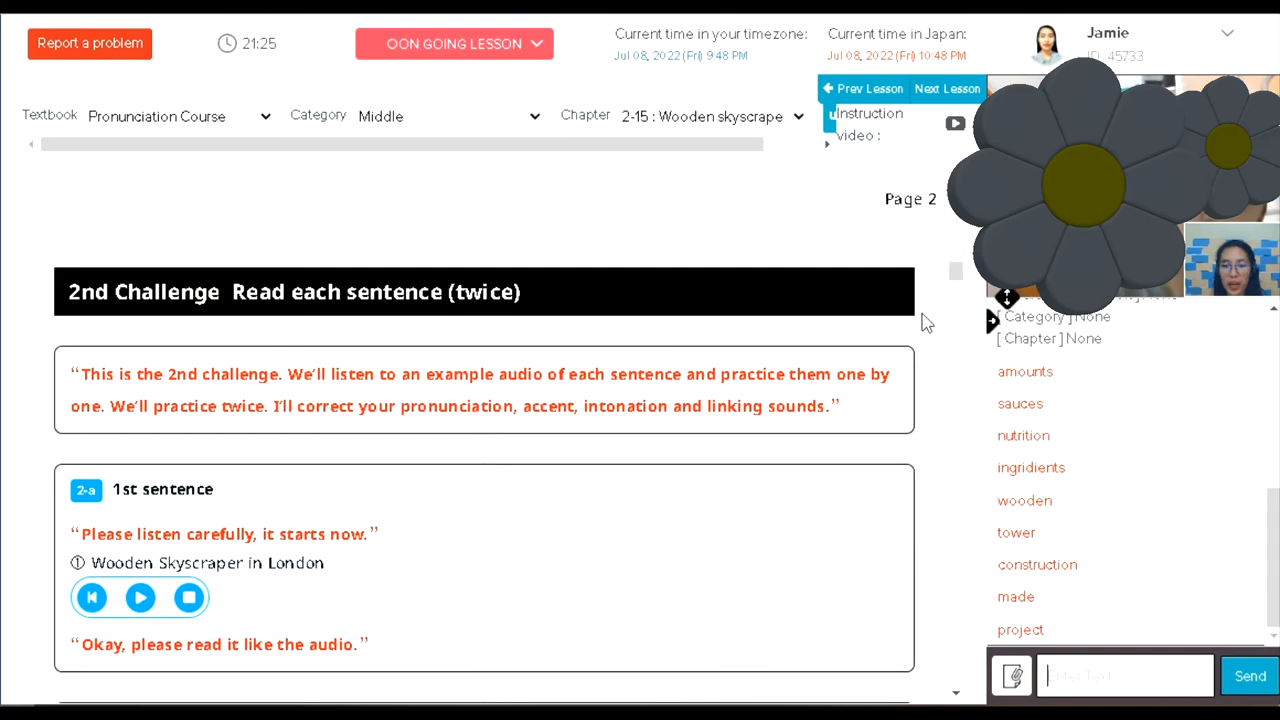 Report a problem
21:25
OON GOING LESSON
Current time in your timezone:
Jul 08, 2022 (Fri) 9:48 PM
Current time in Japan:
Jul 08, 2022 (Fri) 10:48 PM
Jamie
ID: 45733
Prev Lesson
Next Lesson
Textbook
Pronunciation Course
Category
Middle
Chapter
2-15 : Wooden skyscrape
Instruction
video :
Page 2
2nd Challenge Read each sentence (twice)
“This is the 2nd challenge. We'll listen to an example audio of each sentence and practice them one by
one. We'll practice twice. I'll correct your pronunciation, accent, intonation and linking sounds.”
2-a 1st sentence
“Please listen carefully, it starts now.”
① Wooden Skyscraper in London
“Okay, please read it like the audio.”
[ Category ] None
[ Chapter ] None
amounts
sauces
nutrition
ingridients
wooden
tower
construction
made
project
Enter Text
Send